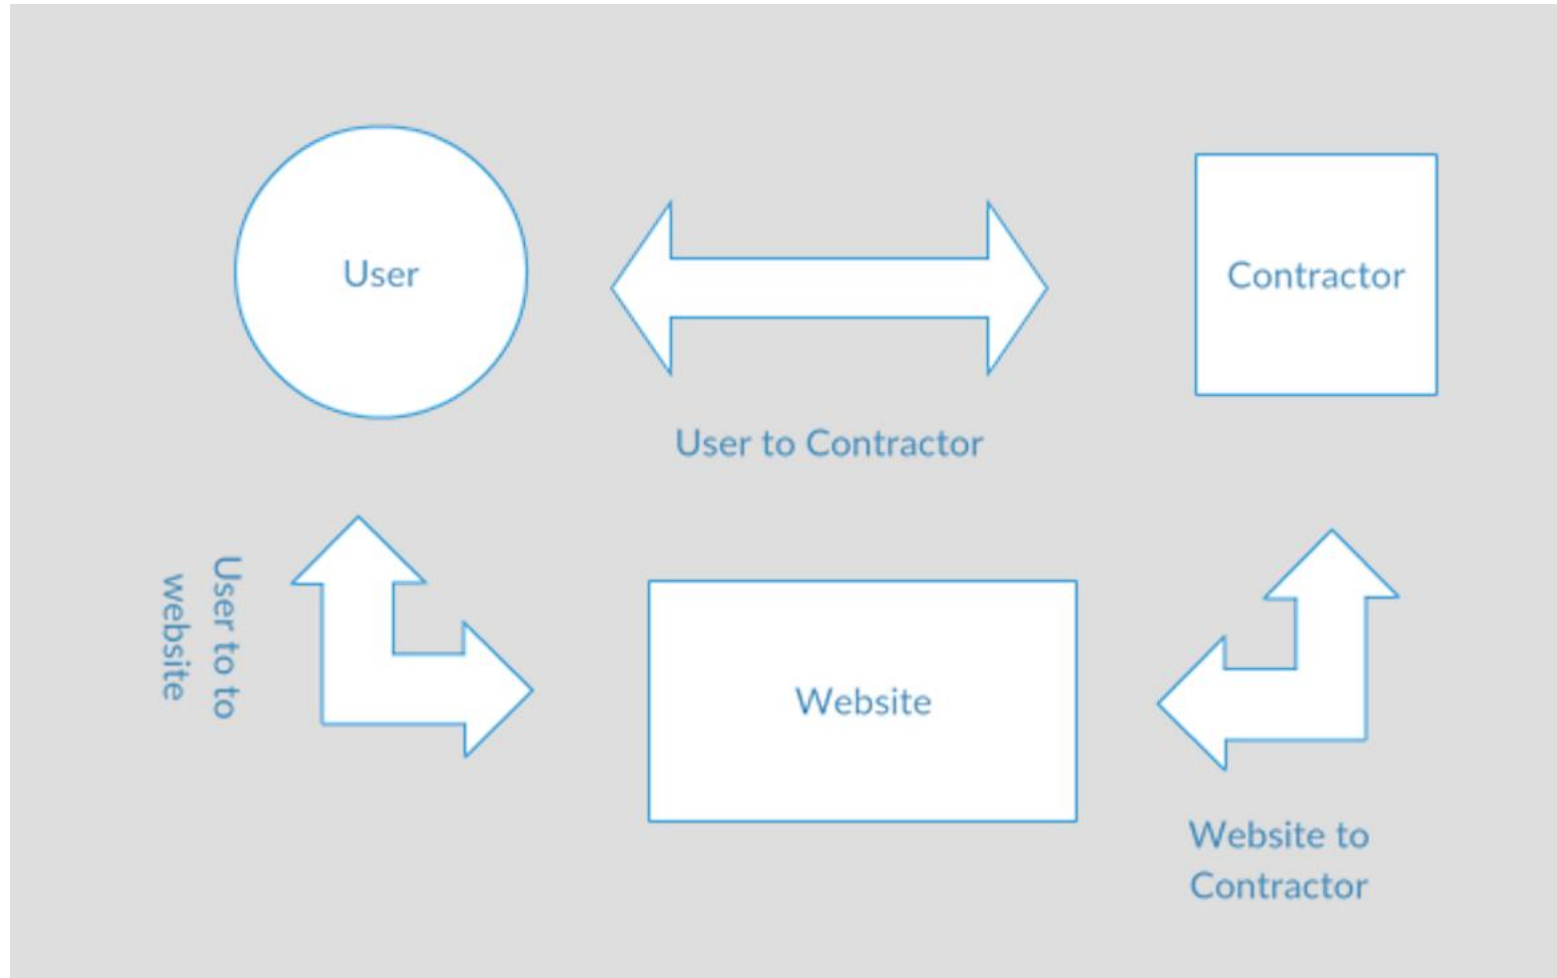 User
Contractor
User to Contractor
User to to
website
Website
Website to
Contractor